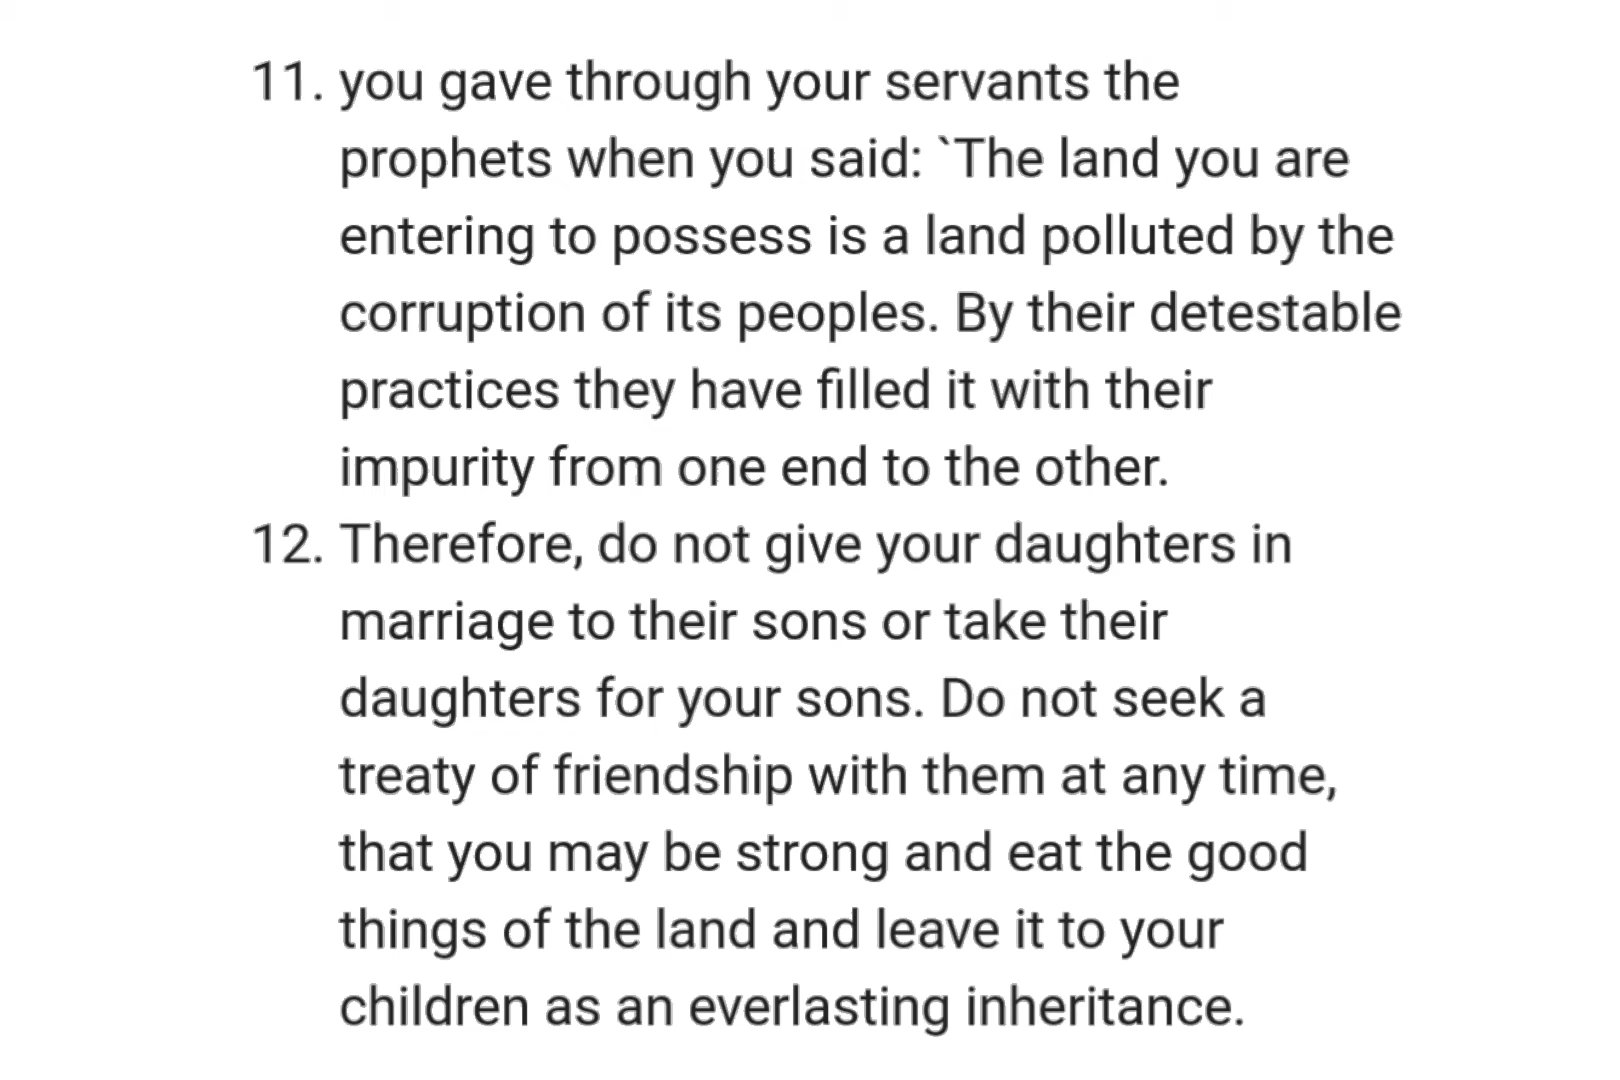 11. you gave through your servants the
prophets when you said: `The land you are
entering to possess is a land polluted by the
corruption of its peoples. By their detestable
practices they have filled it with their
impurity from one end to the other.
12. Therefore, do not give your daughters in
marriage to their sons or take their
daughters for your sons. Do not seek a
treaty of friendship with them at any time,
that you may be strong and eat the good
things of the land and leave it to your
children as an everlasting inheritance.